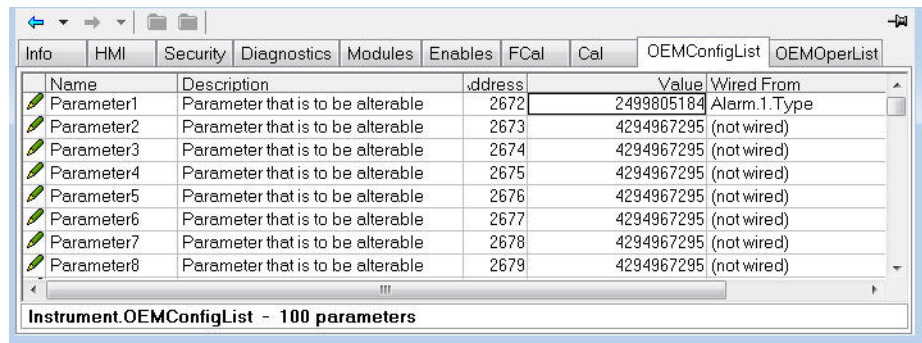 Info HMI Security Diagnostics Modules Enables FCal Cal OEMConfigList OEMOperList
Name Description ddress Value Wired From
Parameter1 Parameter that is to be alterable 2672 2499805184 Alarm.1.Type
Parameter2 Parameter that is to be alterable 2673 4294967295 (not wired)
Parameter3 Parameter that is to be alterable 2674 4294967295 (not wired)
Parameter4 Parameter that is to be alterable 2675 4294967295 (not wired)
Parameter5 Parameter that is to be alterable 2676 4294967295 (not wired)
Parameter6 Parameter that is to be alterable 2677 4294967295 (not wired)
Parameter7 Parameter that is to be alterable 2678 4294967295 (not wired)
Parameter8 Parameter that is to be alterable 2679 4294967295 (not wired)
Instrument.OEMConfigList - 100 parameters